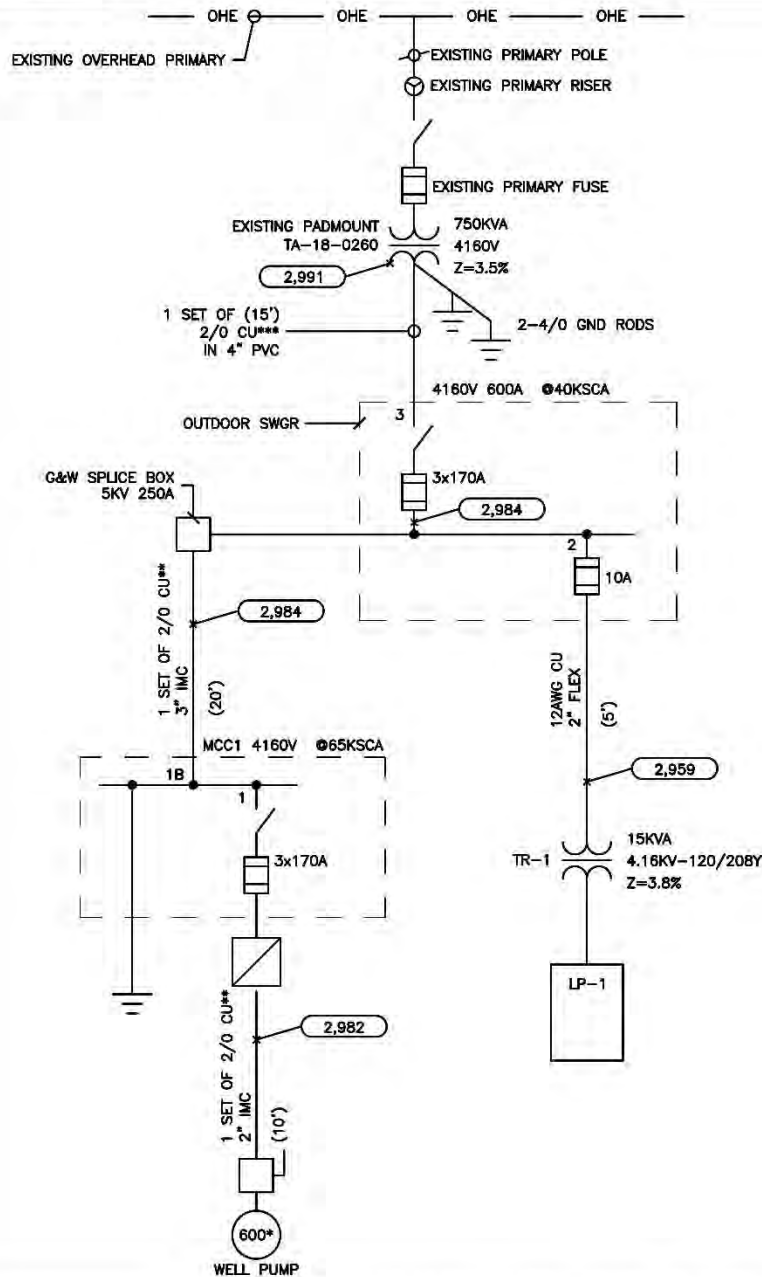 OHE OHE OHE OHE
EXISTING OVERHEAD PRIMARY
EXISTING PRIMARY POLE
EXISTING PRIMARY RISER
EXISTING PRIMARY FUSE
EXISTING PADMOUNT
TA-18-0260
750KVA
4160V
Z=3.5%
2,991
1 SET OF (15')
2/0 CU***
IN 4" PVC
2-4/0 GND RODS
4160V 600A @40KSCA
OUTDOOR SWGR
3
3x170A
2,984
G&W SPLICE BOX
5KV 250A
2
10A
1 SET OF 2/0 CU**
3" IMC
(20')
2,984
12AWG CU
2" FLEX
(5')
2,959
MCC1 4160V @65KSCA
1B
1
3x170A
TR-1
15KVA
4.16KV-120/208Y
Z=3.8%
LP-1
1 SET OF 2/0 CU**
2" IMC
(10')
2,982
600*
WELL PUMP